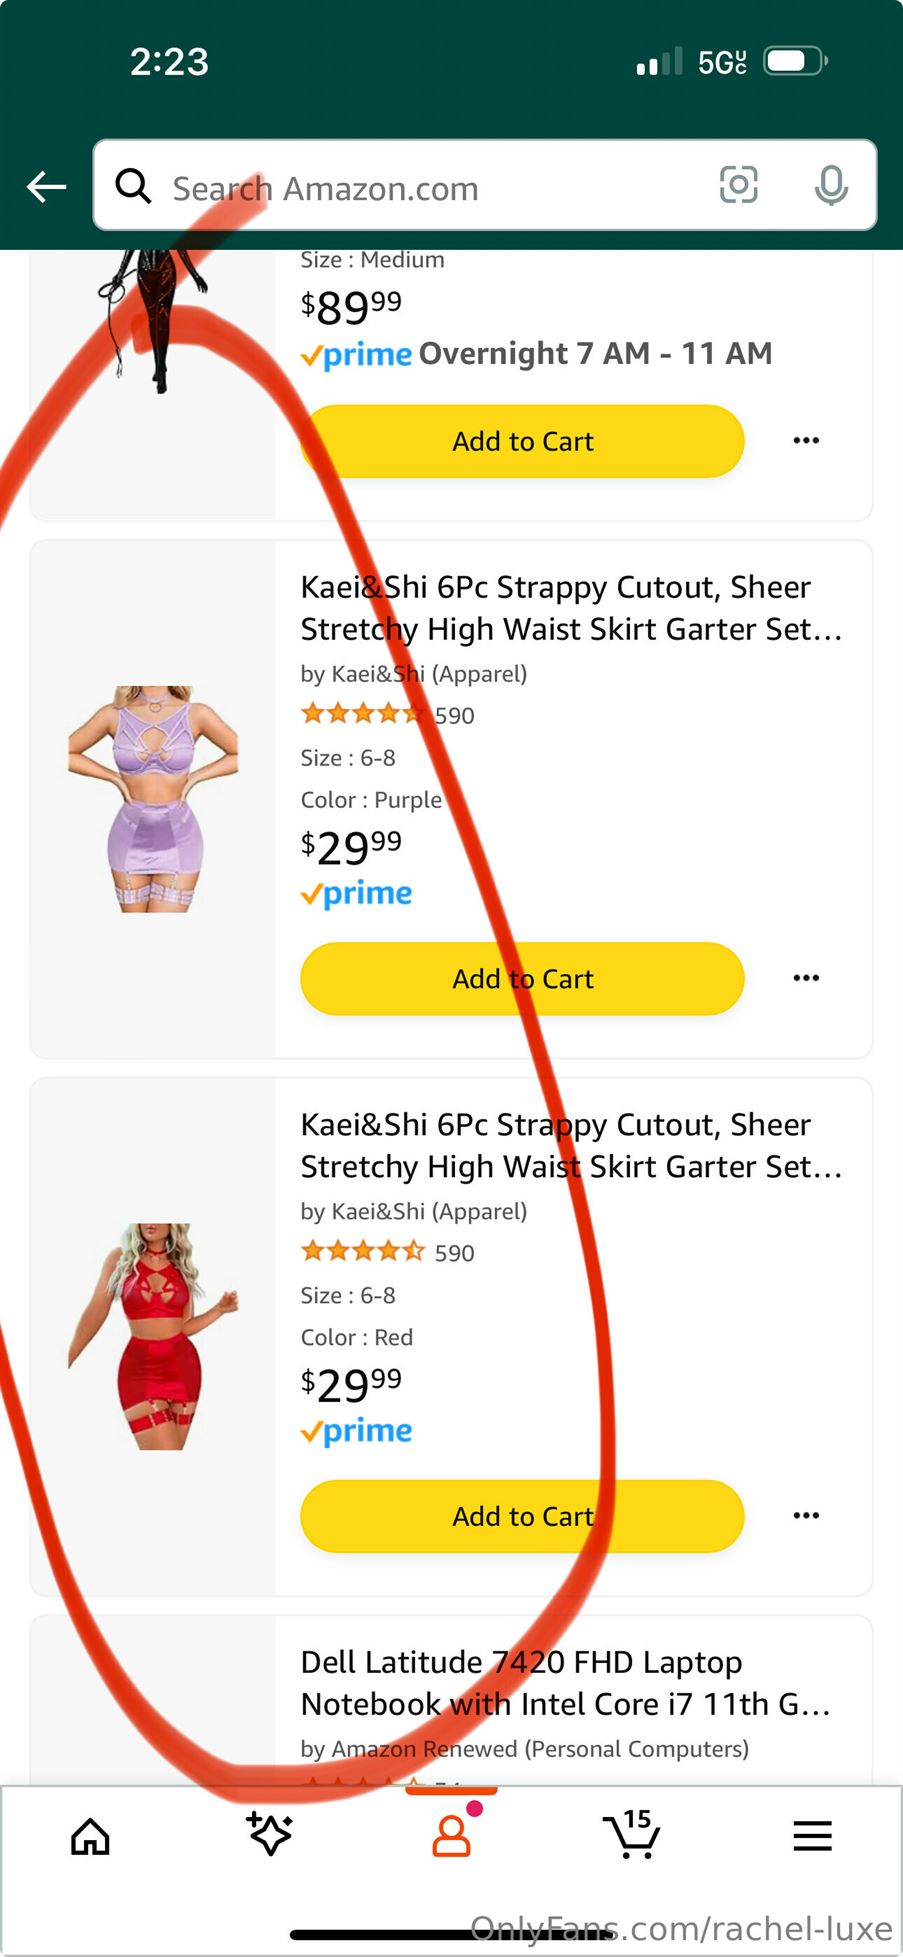 2:23
5GUC
Search Amazon.com
Size : Medium
$89.99
prime Overnight 7 AM - 11 AM
Add to Cart
Kaei&Shi 6Pc Strappy Cutout, Sheer
Stretchy High Waist Skirt Garter Set...
by Kaei&Shi (Apparel)
590
Size : 6-8
Color : Purple
$29.99
prime
Add to Cart
Kaei&Shi 6Pc Strappy Cutout, Sheer
Stretchy High Waist Skirt Garter Set...
by Kaei&Shi (Apparel)
590
Size : 6-8
Color : Red
$29.99
prime
Add to Cart
Dell Latitude 7420 FHD Laptop
Notebook with Intel Core i7 11th G...
by Amazon Renewed (Personal Computers)
15
OnlyFans.com/rachel-luxe